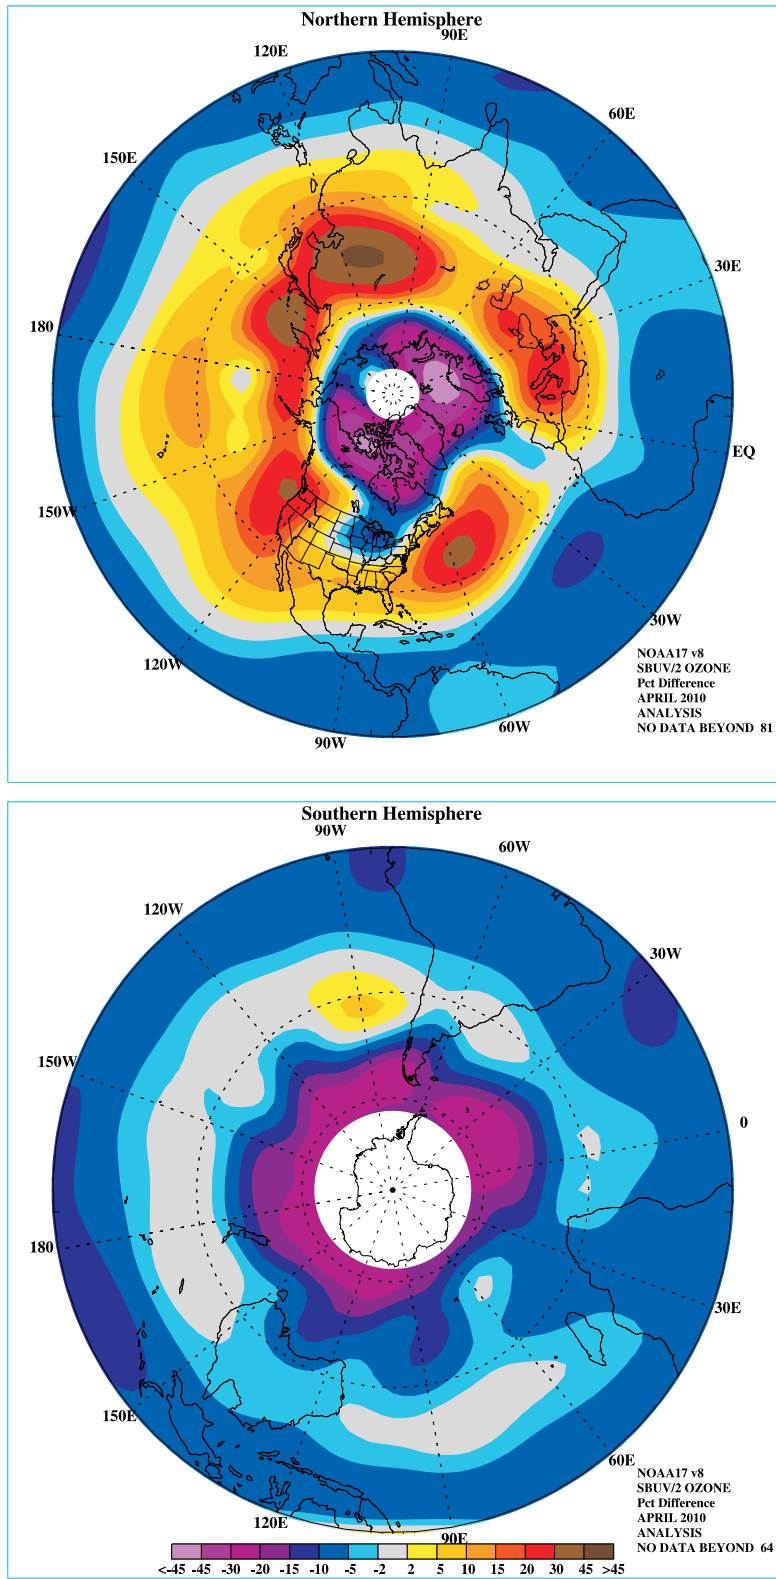 Northern Hemisphere
90E
120E
60E
150E
30E
180
EQ
150W
30W
120W
60W
90W
NOAA17 v8
SBUV/2 OZONE
Pct Difference
APRIL 2010
ANALYSIS
NO DATA BEYOND 81
Southern Hemisphere
90W
60W
120W
30W
150W
0
180
30E
150E
60E
120E
90E
NOAA17 v8
SBUV/2 OZONE
Pct Difference
APRIL 2010
ANALYSIS
NO DATA BEYOND 64
<-45 -45 -30 -20 -15 -10 -5 -2 2 5 10 15 20 30 45 >45